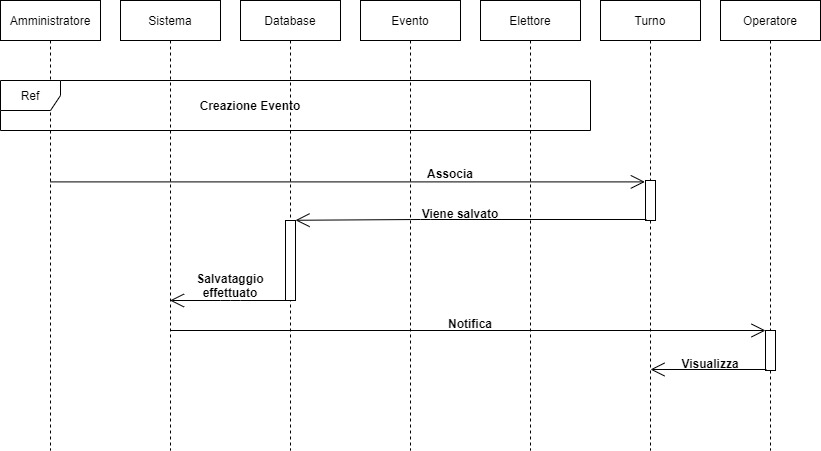 Amministratore
Sistema
Database
Evento
Elettore
Turno
Operatore
Ref
Creazione Evento
Associa
Viene salvato
Salvataggio
effettuato
Notifica
Visualizza